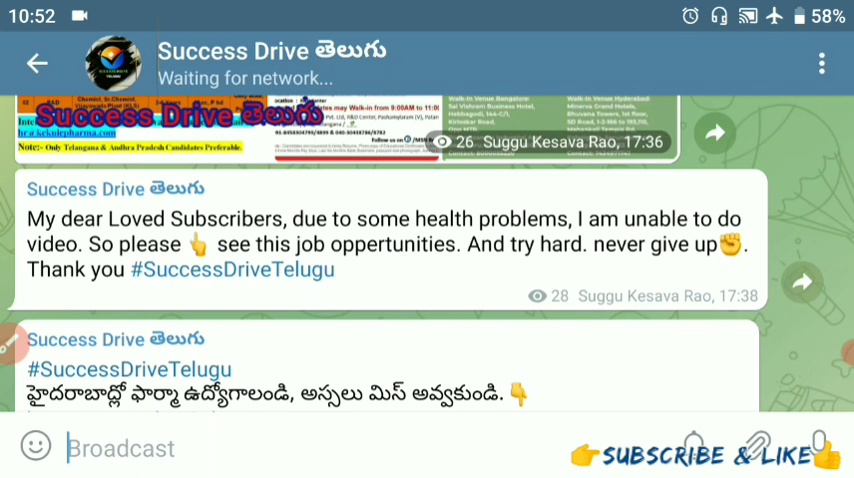 10:52
58%
Success Drive తెలుగు
Waiting for network...
Success Drive తెలుగు
Note:- Only Telangana & Andhra Pradesh Candidates Preferable.
26 Suggu Kesava Rao, 17:36
Success Drive తెలుగు
My dear Loved Subscribers, due to some health problems, I am unable to do
video. So please 👆 see this job oppertunities. And try hard. never give up✊.
Thank you #SuccessDriveTelugu
28 Suggu Kesava Rao, 17:38
Success Drive తెలుగు
#SuccessDriveTelugu
హైదరాబాద్లో ఫార్మా ఉద్యోగాలండి, అస్సలు మిస్ అవ్వకుండి. 👇
Broadcast
👉SUBSCRIBE & LIKE👍